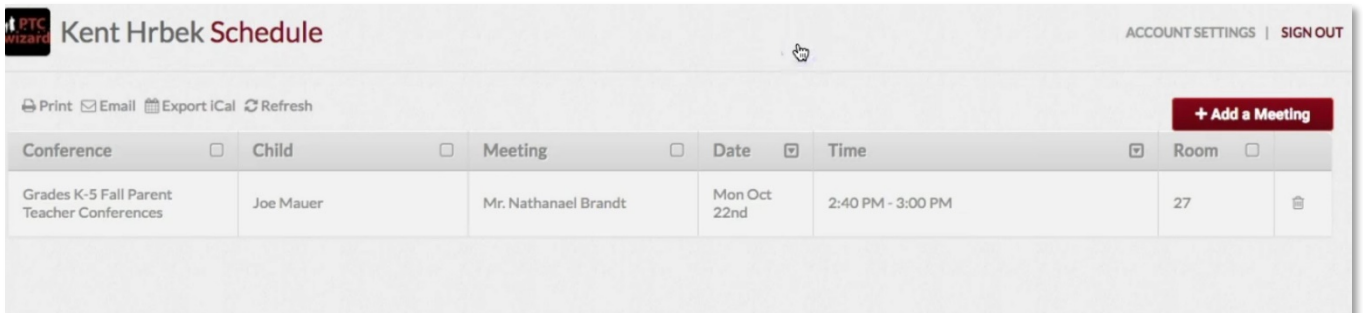 PTC
wizard
Kent Hrbek Schedule
ACCOUNT SETTINGS | SIGN OUT
Print Email Export iCal Refresh
+ Add a Meeting
Conference Child Meeting Date Time Room
Grades K-5 Fall Parent
Teacher Conferences
Joe Mauer
Mr. Nathanael Brandt
Mon Oct
22nd
2:40 PM - 3:00 PM
27